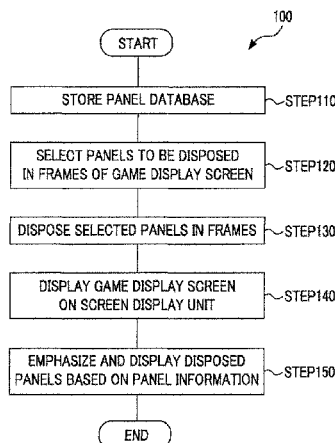 100
START
STORE PANEL DATABASE
STEP110
SELECT PANELS TO BE DISPOSED
IN FRAMES OF GAME DISPLAY SCREEN
STEP120
DISPOSE SELECTED PANELS IN FRAMES
STEP130
DISPLAY GAME DISPLAY SCREEN
ON SCREEN DISPLAY UNIT
STEP140
EMPHASIZE AND DISPLAY DISPOSED
PANELS BASED ON PANEL INFORMATION
STEP150
END